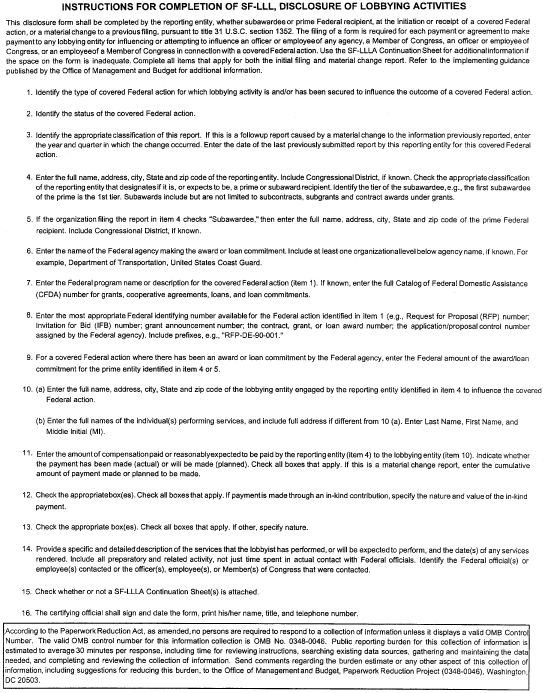 INSTRUCTIONS FOR COMPLETION OF SF-LLL, DISCLOSURE OF LOBBYING ACTIVITIES
This disclosure form shall be completed by the reporting entity, whether subawardee or prime Federal recipient, at the initiation or receipt of a covered Federal
action, or a material change to a previous filing, pursuant to title 31 U.S.C. section 1352. The filing of a form is required for each payment or agreement to make
payment to any lobbying entity for influencing or attempting to influence an officer or employee of any agency, a Member of Congress, an officer or employee of
Congress, or an employee of a Member of Congress in connection with a covered Federal action. Use the SF-LLLA Continuation Sheet for additional information if
the space on the form is inadequate. Complete all items that apply for both the initial filing and material change report. Refer to the implementing guidance
published by the Office of Management and Budget for additional information.
1. Identify the type of covered Federal action for which lobbying activity is and/or has been secured to influence the outcome of a covered Federal action.
2. Identify the status of the covered Federal action.
3. Identify the appropriate classification of this report. If this is a followup report caused by a material change to the information previously reported, enter
the year and quarter in which the change occurred. Enter the date of the last previously submitted report by this reporting entity for this covered Federal
action.
4. Enter the full name, address, city, State and zip code of the reporting entity. Include Congressional District, if known. Check the appropriate classification
of the reporting entity that designates if it is, or expects to be, a prime or subaward recipient. Identify the tier of the subawardee, e.g., the first subawardee
of the prime is the 1st tier. Subawards include but are not limited to subcontracts, subgrants and contract awards under grants.
5. If the organization filing the report in item 4 checks "Subawardee," then enter the full name, address, city, State and zip code of the prime Federal
recipient. Include Congressional District, if known.
6. Enter the name of the Federal agency making the award or loan commitment. Include at least one organizational level below agency name, if known. For
example, Department of Transportation, United States Coast Guard.
7. Enter the Federal program name or description for the covered Federal action (item 1). If known, enter the full Catalog of Federal Domestic Assistance
(CFDA) number for grants, cooperative agreements, loans, and loan commitments.
8. Enter the most appropriate Federal identifying number available for the Federal action identified in item 1 (e.g., Request for Proposal (RFP) number;
Invitation for Bid (IFB) number; grant announcement number; the contract, grant, or loan award number; the application/proposal control number
assigned by the Federal agency). Include prefixes, e.g., "RFP-DE-90-001."
9. For a covered Federal action where there has been an award or loan commitment by the Federal agency, enter the Federal amount of the award/loan
commitment for the prime entity identified in item 4 or 5.
10. (a) Enter the full name, address, city, State and zip code of the lobbying entity engaged by the reporting entity identified in item 4 to influence the covered
Federal action.
(b) Enter the full names of the individual(s) performing services, and include full address if different from 10 (a). Enter Last Name, First Name, and
Middle Initial (MI).
11. Enter the amount of compensation paid or reasonably expected to be paid by the reporting entity (item 4) to the lobbying entity (item 10). Indicate whether
the payment has been made (actual) or will be made (planned). Check all boxes that apply. If this is a material change report, enter the cumulative
amount of payment made or planned to be made.
12. Check the appropriate box(es). Check all boxes that apply. If payment is made through an in-kind contribution, specify the nature and value of the in-kind
payment.
13. Check the appropriate box(es). Check all boxes that apply. If other, specify nature.
14. Provide a specific and detailed description of the services that the lobbyist has performed, or will be expected to perform, and the date(s) of any services
rendered. Include all preparatory and related activity, not just time spent in actual contact with Federal officials. Identify the Federal official(s) or
employee(s) contacted or the officer(s), employee(s), or Member(s) of Congress that were contacted.
15. Check whether or not a SF-LLLA Continuation Sheet(s) is attached.
16. The certifying official shall sign and date the form, print his/her name, title, and telephone number.
According to the Paperwork Reduction Act, as amended, no persons are required to respond to a collection of information unless it displays a valid OMB Control
Number. The valid OMB control number for this information collection is OMB No. 0348-0046. Public reporting burden for this collection of information is
estimated to average 30 minutes per response, including time for reviewing instructions, searching existing data sources, gathering and maintaining the data
needed, and completing and reviewing the collection of information. Send comments regarding the burden estimate or any other aspect of this collection of
information, including suggestions for reducing this burden, to the Office of Management and Budget, Paperwork Reduction Project (0348-0046), Washington,
DC 20503.